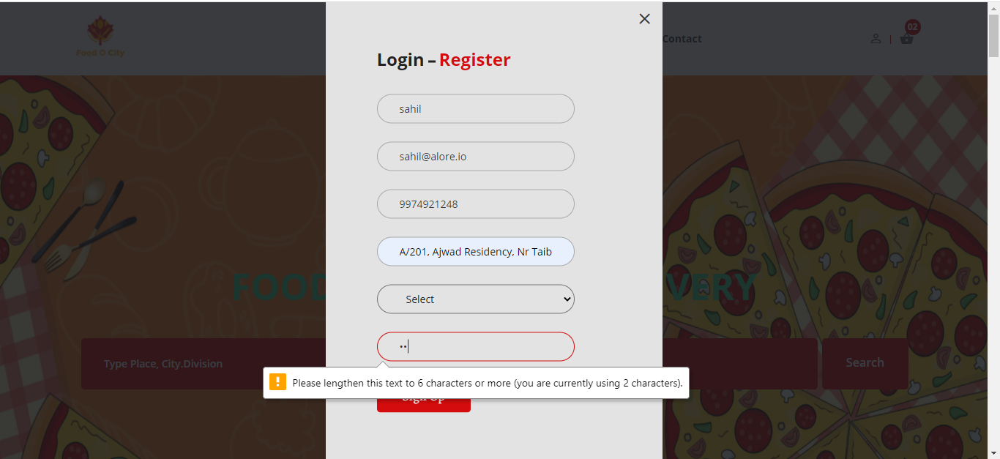 Food O City
Contact
02
Login – Register
sahil
sahil@alore.io
9974921248
A/201, Ajwad Residency, Nr Taib
FOOD
VERY
Select
••
Type Place, City.Division
Search
Please lengthen this text to 6 characters or more (you are currently using 2 characters).
Sign Up